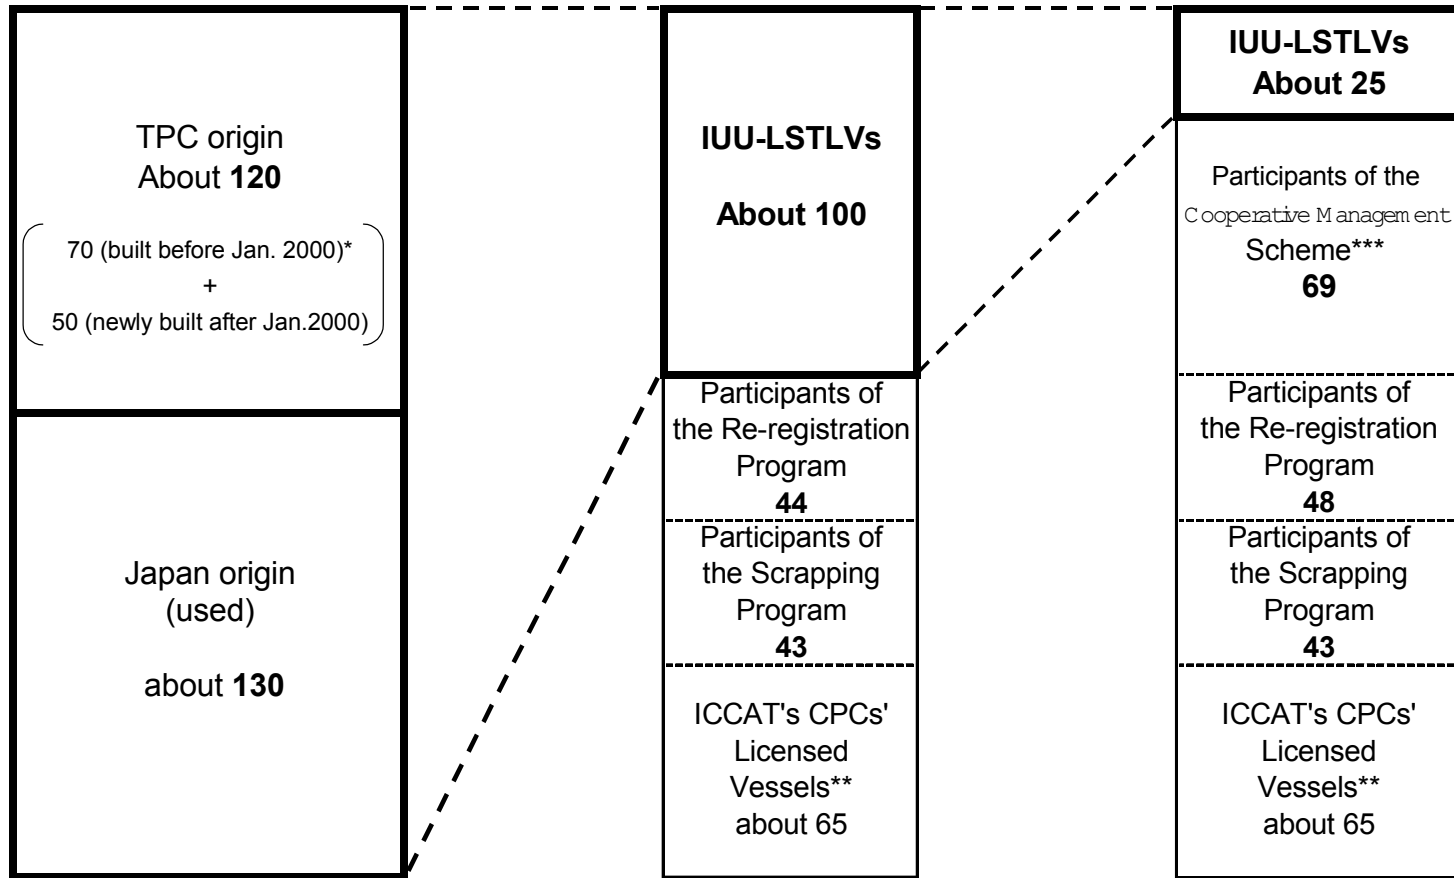 TPC origin
About 120
70 (built before Jan. 2000)*
+
50 (newly built after Jan.2000)
Japan origin
(used)
about 130
IUU-LSTLVs
About 100
Participants of
the Re-registration
Program
44
Participants of
the Scrapping
Program
43
ICCAT's CPCs'
Licensed
Vessels**
about 65
IUU-LSTLVs
About 25
Participants of the
Cooperative Management
Scheme***
69
Participants of
the Re-registration
Program
48
Participants of
the Scrapping
Program
43
ICCAT's CPCs'
Licensed
Vessels**
about 65